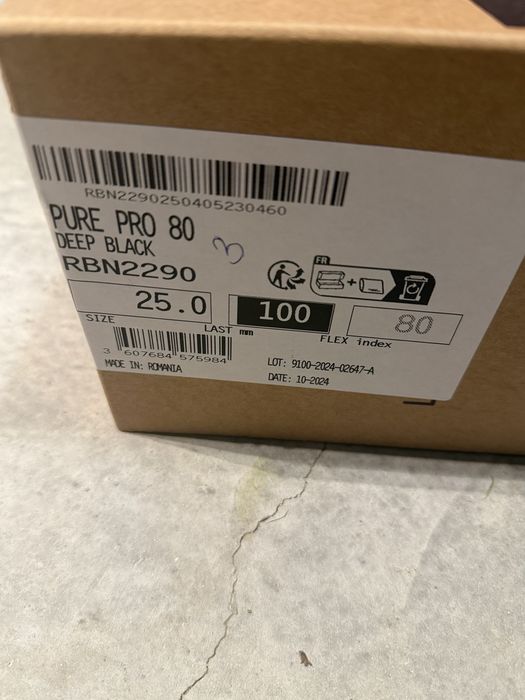 RBN2290250405230460
PURE PRO 80
DEEP BLACK
3
RBN2290
FR
25.0
100
80
SIZE
LAST mm
FLEX index
3 607684 575984
LOT: 9100-2024-02647-A
MADE IN: ROMANIA
DATE: 10-2024